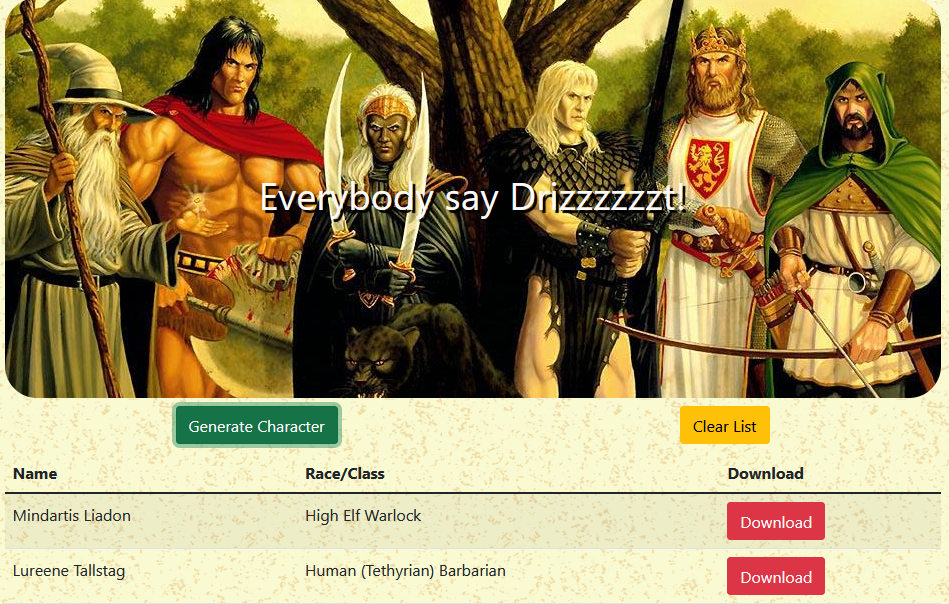 Everybody say Drizzzzzzt!
Generate Character
Clear List
Name Race/Class Download
Mindartis Liadon High Elf Warlock Download
Lureene Tallstag Human (Tethyrian) Barbarian Download